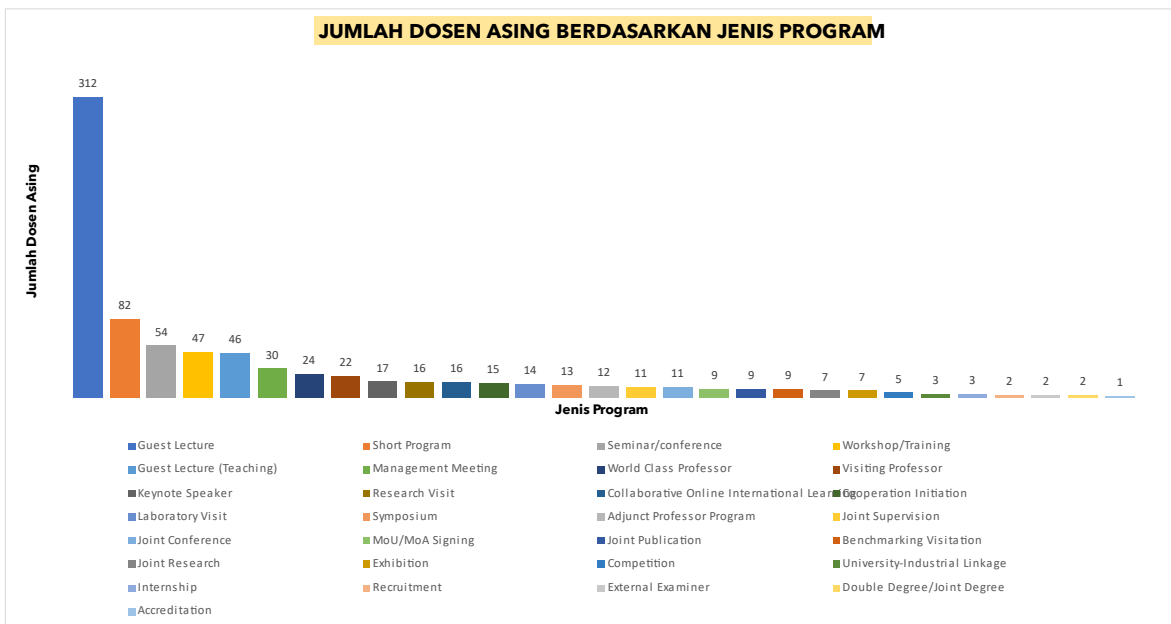 JUMLAH DOSEN ASING BERDASARKAN JENIS PROGRAM
Jumlah Dosen Asing
312
82
54
47
46
30
24
22
17
16
16
15
14
13
12
11
11
9
9
9
7
7
5
3
3
2
2
2
1
Jenis Program
Guest Lecture
Short Program
Seminar/conference
Workshop/Training
Guest Lecture (Teaching)
Management Meeting
World Class Professor
Visiting Professor
Keynote Speaker
Research Visit
Collaborative Online International Learning
Cooperation Initiation
Laboratory Visit
Symposium
Adjunct Professor Program
Joint Supervision
Joint Conference
MoU/MoA Signing
Joint Publication
Benchmarking Visitation
Joint Research
Exhibition
Competition
University-Industrial Linkage
Internship
Recruitment
External Examiner
Double Degree/Joint Degree
Accreditation